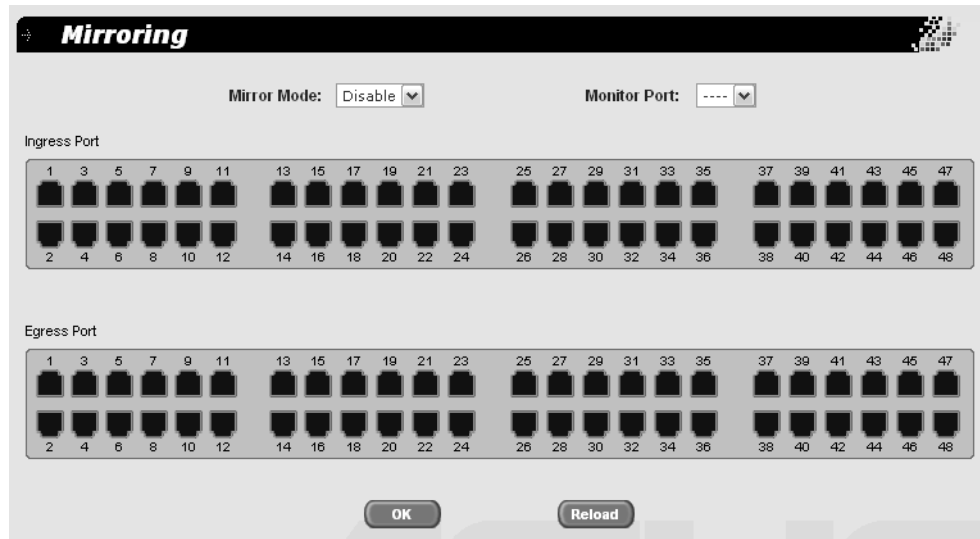 Mirroring
Mirror Mode: Disable Monitor Port: ----
Ingress Port
1 3 5 7 9 11 13 15 17 19 21 23 25 27 29 31 33 35 37 39 41 43 45 47
2 4 6 8 10 12 14 16 18 20 22 24 26 28 30 32 34 36 38 40 42 44 46 48
Egress Port
1 3 5 7 9 11 13 15 17 19 21 23 25 27 29 31 33 35 37 39 41 43 45 47
2 4 6 8 10 12 14 16 18 20 22 24 26 28 30 32 34 36 38 40 42 44 46 48
OK Reload